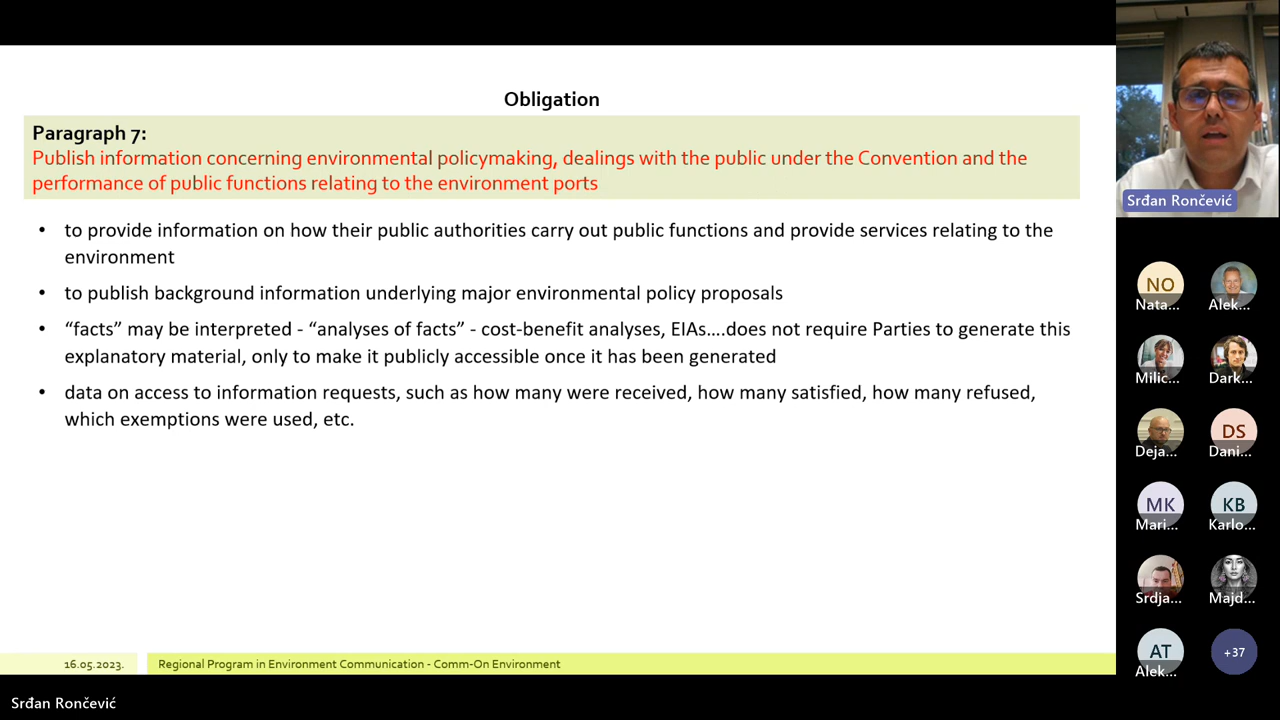 Obligation
Paragraph 7:
Publish information concerning environmental policymaking, dealings with the public under the Convention and the
performance of public functions relating to the environment ports
• to provide information on how their public authorities carry out public functions and provide services relating to the
environment
• to publish background information underlying major environmental policy proposals
• “facts” may be interpreted - “analyses of facts” - cost-benefit analyses, EIAs….does not require Parties to generate this
explanatory material, only to make it publicly accessible once it has been generated
• data on access to information requests, such as how many were received, how many satisfied, how many refused,
which exemptions were used, etc.
16.05.2023.
Regional Program in Environment Communication - Comm-On Environment
Srđan Rončević
Srđan Rončević
NO
Nata...
Alek...
Milic...
Dark...
Deja...
DS
Dani...
MK
Mari...
KB
Karlo...
Srdja...
Majd...
AT
Alek...
+37